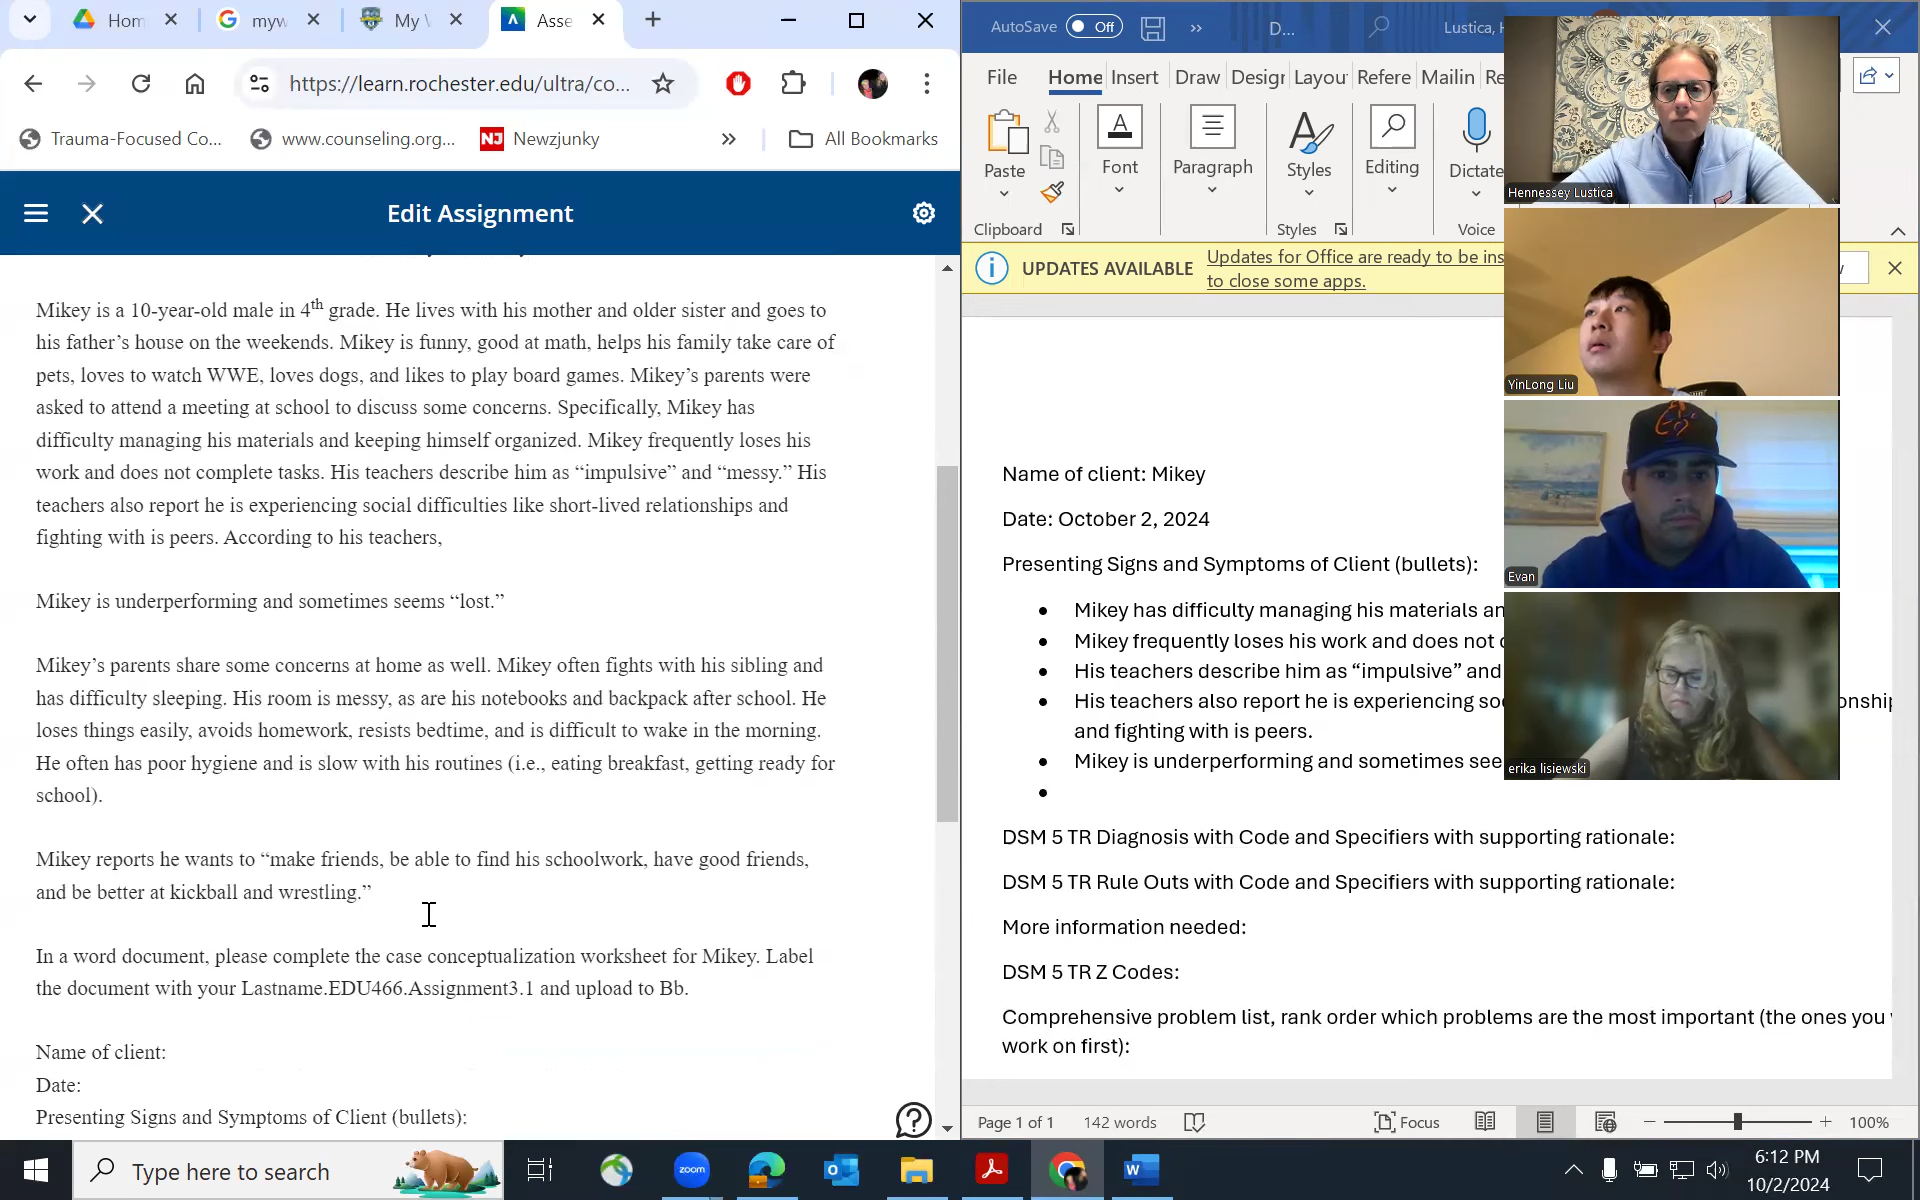 Hom
myw
My
Asse
https://learn.rochester.edu/ultra/co...
Trauma-Focused Co...
www.counseling.org...
NJ
Newzjunky
All Bookmarks
Edit Assignment
Mikey is a 10-year-old male in 4th grade. He lives with his mother and older sister and goes to
his father’s house on the weekends. Mikey is funny, good at math, helps his family take care of
pets, loves to watch WWE, loves dogs, and likes to play board games. Mikey’s parents were
asked to attend a meeting at school to discuss some concerns. Specifically, Mikey has
difficulty managing his materials and keeping himself organized. Mikey frequently loses his
work and does not complete tasks. His teachers describe him as “impulsive” and “messy.” His
teachers also report he is experiencing social difficulties like short-lived relationships and
fighting with is peers. According to his teachers,
Mikey is underperforming and sometimes seems “lost.”
Mikey’s parents share some concerns at home as well. Mikey often fights with his sibling and
has difficulty sleeping. His room is messy, as are his notebooks and backpack after school. He
loses things easily, avoids homework, resists bedtime, and is difficult to wake in the morning.
He often has poor hygiene and is slow with his routines (i.e., eating breakfast, getting ready for
school).
Mikey reports he wants to “make friends, be able to find his schoolwork, have good friends,
and be better at kickball and wrestling.”
In a word document, please complete the case conceptualization worksheet for Mikey. Label
the document with your Lastname.EDU466.Assignment3.1 and upload to Bb.
Name of client:
Date:
Presenting Signs and Symptoms of Client (bullets):
AutoSave
Off
D...
Lustica, H
File
Home
Insert
Draw
Design
Layou
Refere
Mailin
Re
Paste
Font
Paragraph
Styles
Editing
Dictate
Clipboard
Styles
Voice
UPDATES AVAILABLE
Updates for Office are ready to be ins
to close some apps.
Name of client: Mikey
Date: October 2, 2024
Presenting Signs and Symptoms of Client (bullets):
• Mikey has difficulty managing his materials an
• Mikey frequently loses his work and does not
• His teachers describe him as “impulsive” and
• His teachers also report he is experiencing so onship
and fighting with is peers.
• Mikey is underperforming and sometimes see
•
DSM 5 TR Diagnosis with Code and Specifiers with supporting rationale:
DSM 5 TR Rule Outs with Code and Specifiers with supporting rationale:
More information needed:
DSM 5 TR Z Codes:
Comprehensive problem list, rank order which problems are the most important (the ones you
work on first):
Page 1 of 1
142 words
Focus
100%
Hennessey Lustica
YinLong Liu
Evan
erika lisiewski
Type here to search
zoom
6:12 PM
10/2/2024